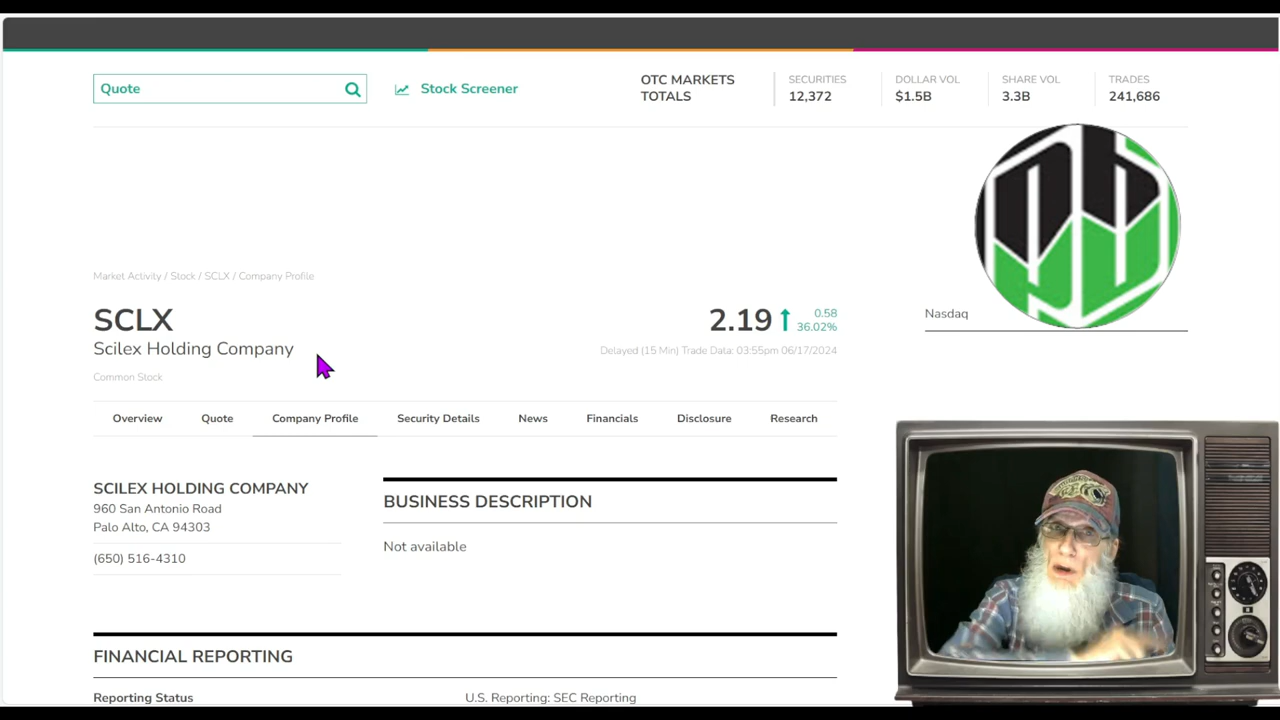 Quote
Stock Screener
OTC MARKETS
TOTALS
SECURITIES
12,372
DOLLAR VOL
$1.5B
SHARE VOL
3.3B
TRADES
241,686
Market Activity / Stock / SCLX / Company Profile
SCLX
2.19
0.58
36.02%
Scilex Holding Company
Delayed (15 Min) Trade Data: 03:55pm 06/17/2024
Common Stock
Nasdaq
Overview
Quote
Company Profile
Security Details
News
Financials
Disclosure
Research
SCILEX HOLDING COMPANY
960 San Antonio Road
Palo Alto, CA 94303
(650) 516-4310
BUSINESS DESCRIPTION
Not available
FINANCIAL REPORTING
Reporting Status
U.S. Reporting: SEC Reporting